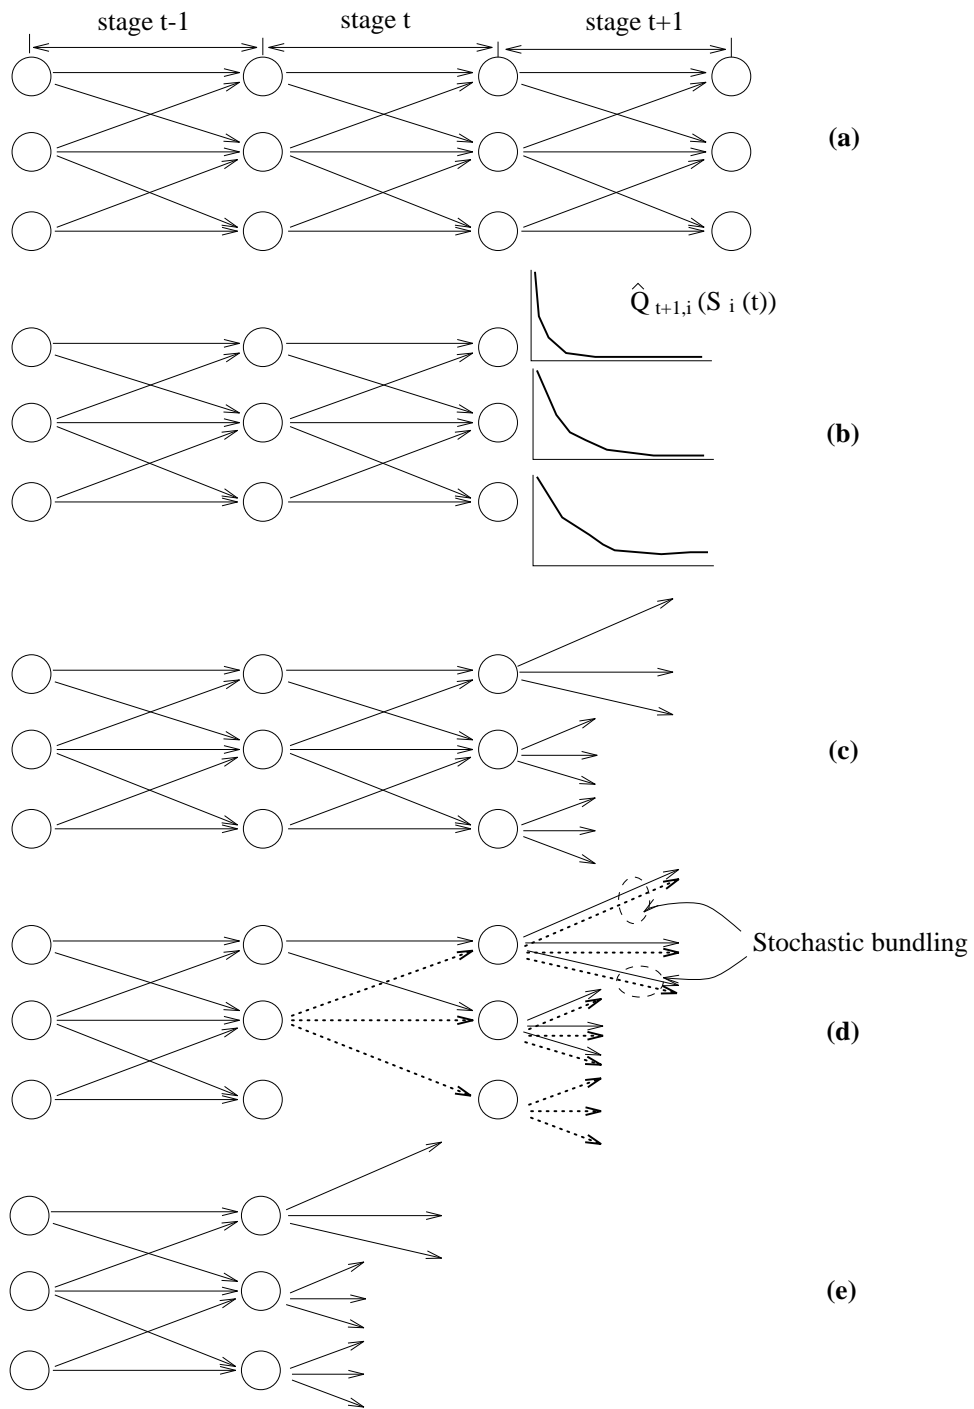 stage t-1 stage t stage t+1
(a)
Q̂ t+1,i (S i (t))
(b)
(c)
Stochastic bundling
(d)
(e)